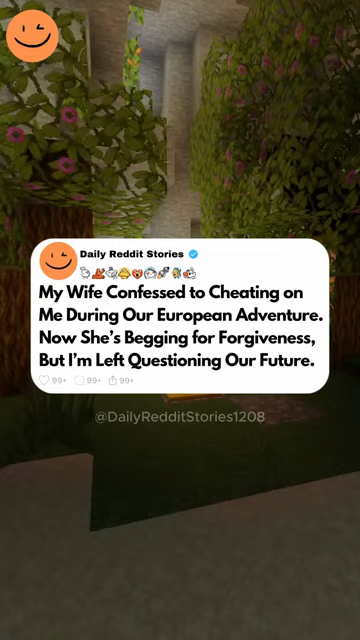 Daily Reddit Stories
My Wife Confessed to Cheating on
Me During Our European Adventure.
Now She's Begging for Forgiveness,
But I'm Left Questioning Our Future.
99+ 99+ 99+
@DailyRedditStories1208